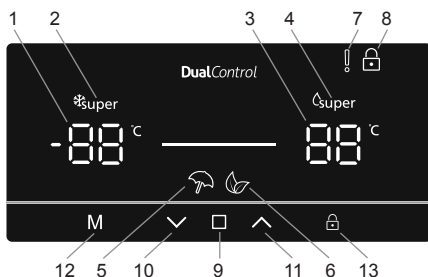 1 2 3 4 7 8
DualControl
super super
-88 °C 88 °C
M
12 5 10 9 11 6 13